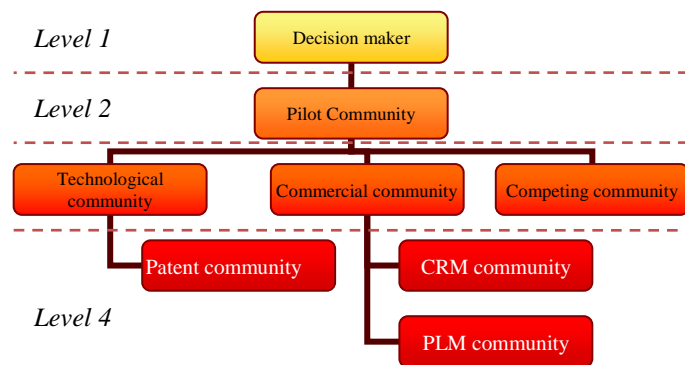 Level 1
Decision maker
Level 2
Pilot Community
Technological
community
Commercial community
Competing community
Patent community
CRM community
Level 4
PLM community